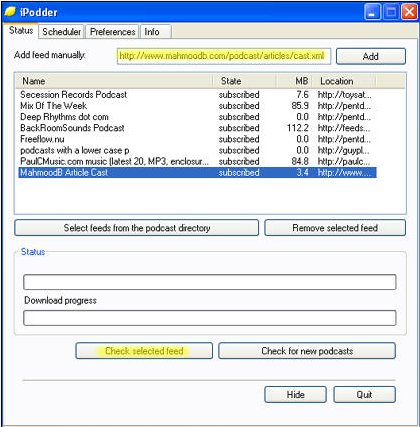 iPodder
Status Scheduler Preferences Info
Add feed manually: http://www.mahmoodb.com/podcast/articles/cast.xml Add
Name State MB Location
Secession Records Podcast subscribed 7.6 http://toysat...
Mix Of The Week subscribed 85.9 http://pentd...
Deep Rhythms dot com subscribed 0.0 http://pentd...
BackRoomSounds Podcast subscribed 112.2 http://feeds...
Freeflow.nu subscribed 0.0 http://pentd...
podcasts with a lower case p subscribed 0.0 http://guypl...
PaulCMusic.com music (latest 20, MP3, enclosur... subscribed 84.8 http://paulc...
MahmoodB Article Cast subscribed 3.4 http://www....
Select feeds from the podcast directory Remove selected feed
Status
Download progress
Check selected feed Check for new podcasts
Hide Quit